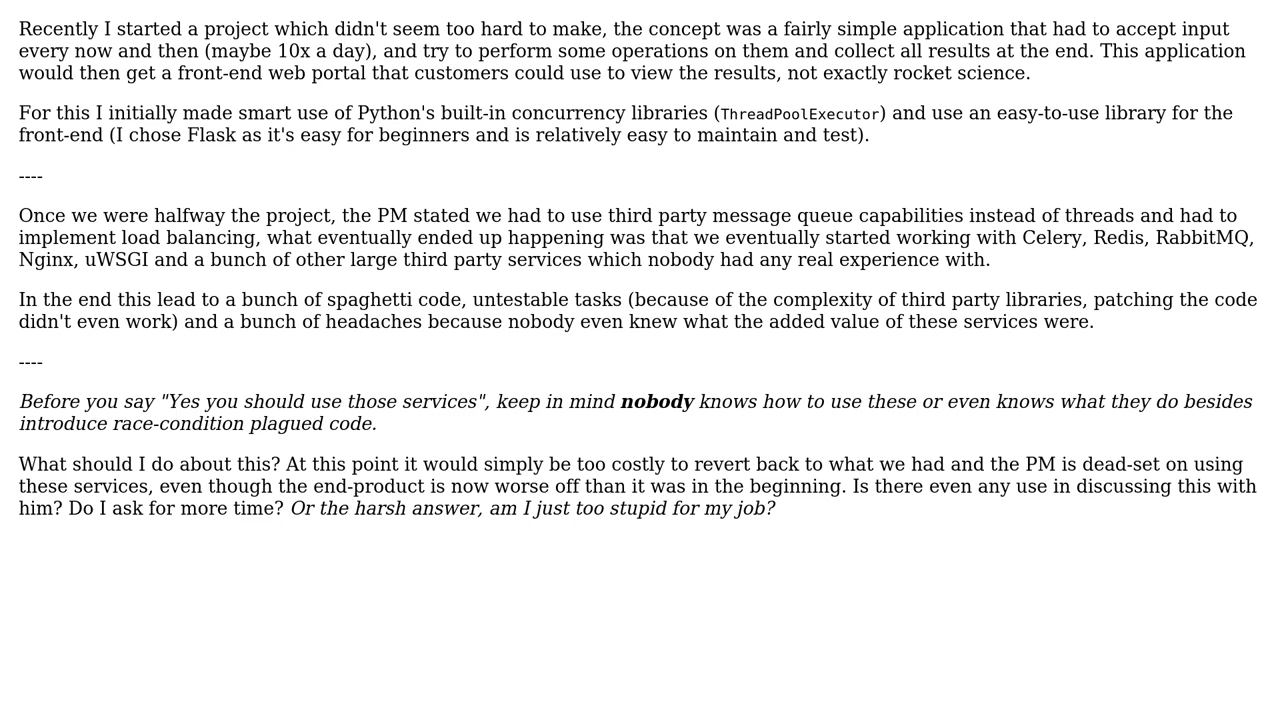 Recently I started a project which didn't seem too hard to make, the concept was a fairly simple application that had to accept input
every now and then (maybe 10x a day), and try to perform some operations on them and collect all results at the end. This application
would then get a front-end web portal that customers could use to view the results, not exactly rocket science.
For this I initially made smart use of Python's built-in concurrency libraries (ThreadPoolExecutor) and use an easy-to-use library for the
front-end (I chose Flask as it's easy for beginners and is relatively easy to maintain and test).
----
Once we were halfway the project, the PM stated we had to use third party message queue capabilities instead of threads and had to
implement load balancing, what eventually ended up happening was that we eventually started working with Celery, Redis, RabbitMQ,
Nginx, uWSGI and a bunch of other large third party services which nobody had any real experience with.
In the end this lead to a bunch of spaghetti code, untestable tasks (because of the complexity of third party libraries, patching the code
didn't even work) and a bunch of headaches because nobody even knew what the added value of these services were.
----
Before you say "Yes you should use those services", keep in mind nobody knows how to use these or even knows what they do besides
introduce race-condition plagued code.
What should I do about this? At this point it would simply be too costly to revert back to what we had and the PM is dead-set on using
these services, even though the end-product is now worse off than it was in the beginning. Is there even any use in discussing this with
him? Do I ask for more time? Or the harsh answer, am I just too stupid for my job?